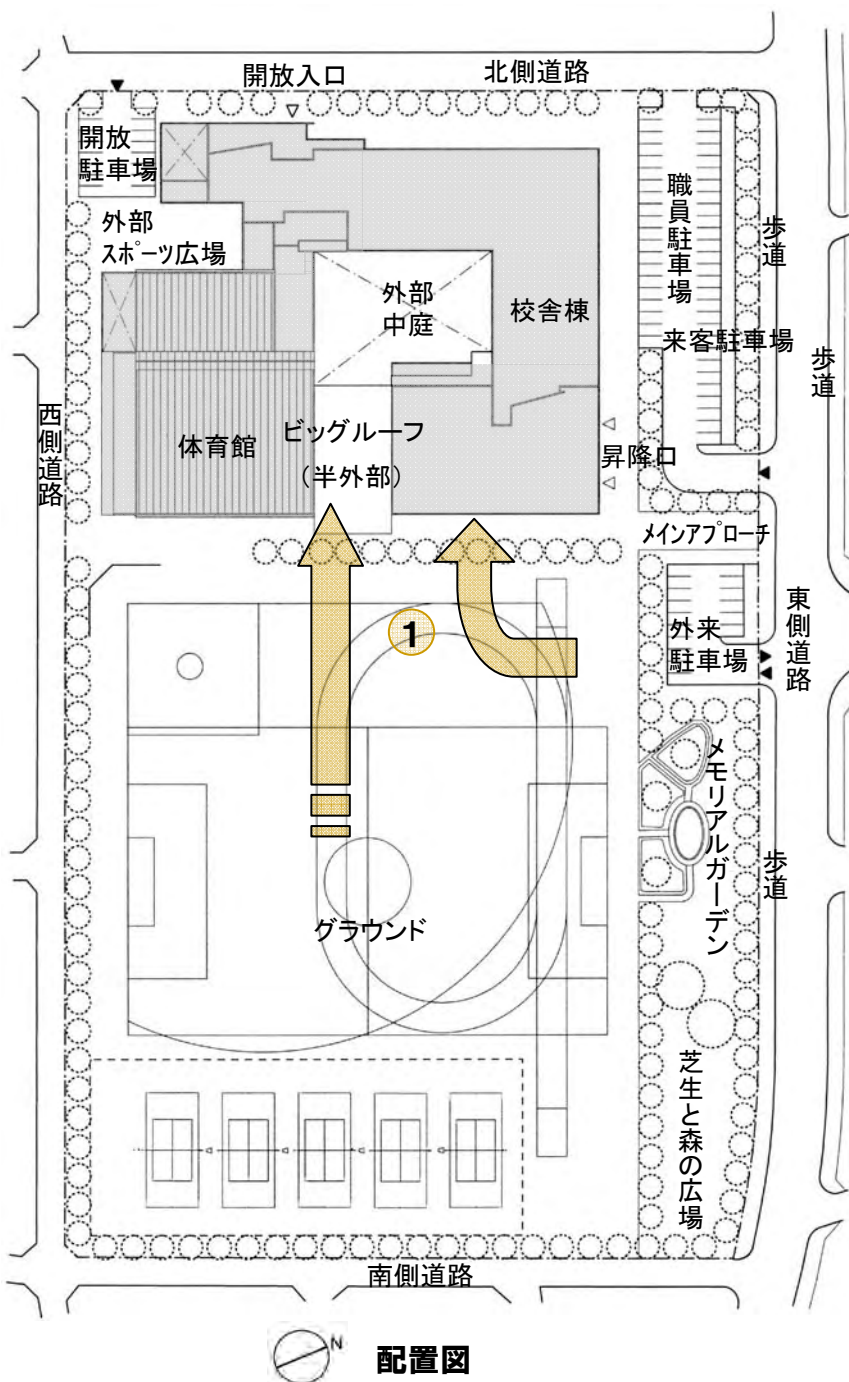 開放入口
北側道路
開放
駐車場
外部
スポーツ広場
職員駐車場
歩道
外部
中庭
校舎棟
来客駐車場
歩道
西側道路
体育館
ビッグルーフ
（半外部）
昇降口
メインアプローチ
①
外来
駐車場
東側道路
メモリアルガーデン
歩道
グラウンド
芝生と森の広場
南側道路
N
配置図